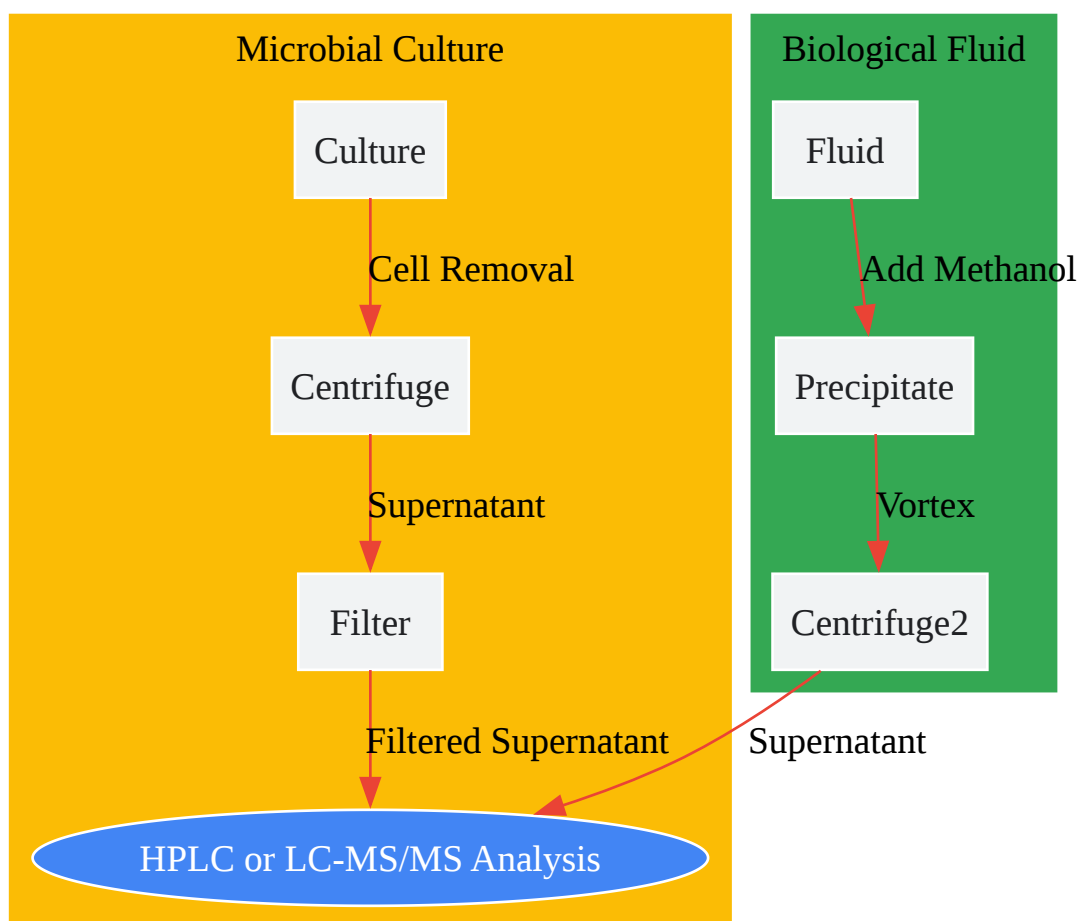 Microbial Culture
Culture
Cell Removal
Centrifuge
Supernatant
Filter
Filtered Supernatant
HPLC or LC-MS/MS Analysis
Biological Fluid
Fluid
Add Methanol
Precipitate
Vortex
Centrifuge2
Supernatant